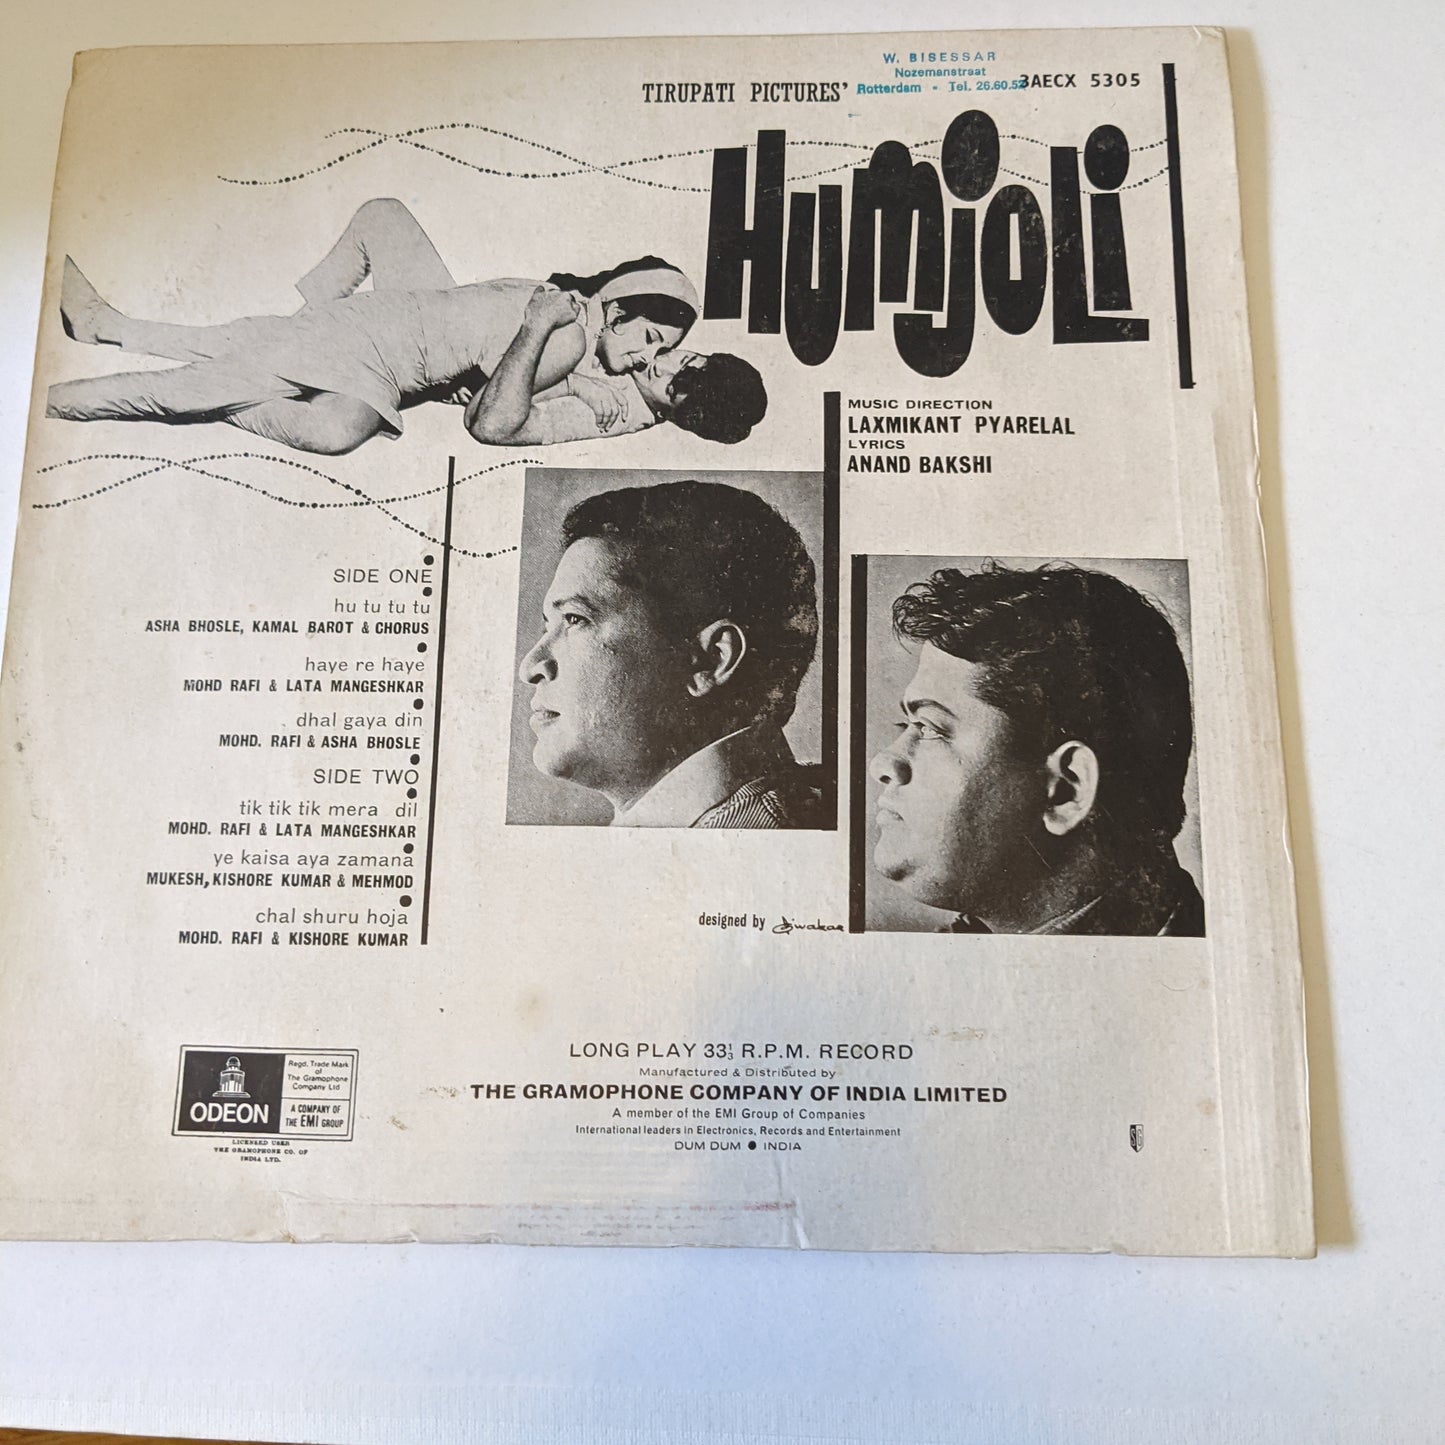 W. BISESSAR
Nozemanstraat
Rotterdam - Tel. 26.60.52
TIRUPATI PICTURES'
3AECX 5305
HUMJOLI
MUSIC DIRECTION
LAXMIKANT PYARELAL
LYRICS
ANAND BAKSHI
SIDE ONE
hu tu tu tu
ASHA BHOSLE, KAMAL BAROT & CHORUS
haye re haye
MOHD RAFI & LATA MANGESHKAR
dhal gaya din
MOHD. RAFI & ASHA BHOSLE
SIDE TWO
tik tik tik mera dil
MOHD. RAFI & LATA MANGESHKAR
ye kaisa aya zamana
MUKESH, KISHORE KUMAR & MEHMOD
chal shuru hoja
MOHD. RAFI & KISHORE KUMAR
designed by Diwakar
LONG PLAY 33⅓ R.P.M. RECORD
Manufactured & Distributed by
THE GRAMOPHONE COMPANY OF INDIA LIMITED
A member of the EMI Group of Companies
International leaders in Electronics, Records and Entertainment
DUM DUM ● INDIA
ODEON
Regd. Trade Mark
of
The Gramophone
Company Ltd
A COMPANY OF
THE EMI GROUP
LICENSED USER
THE GRAMOPHONE CO. OF
INDIA LTD.
SG